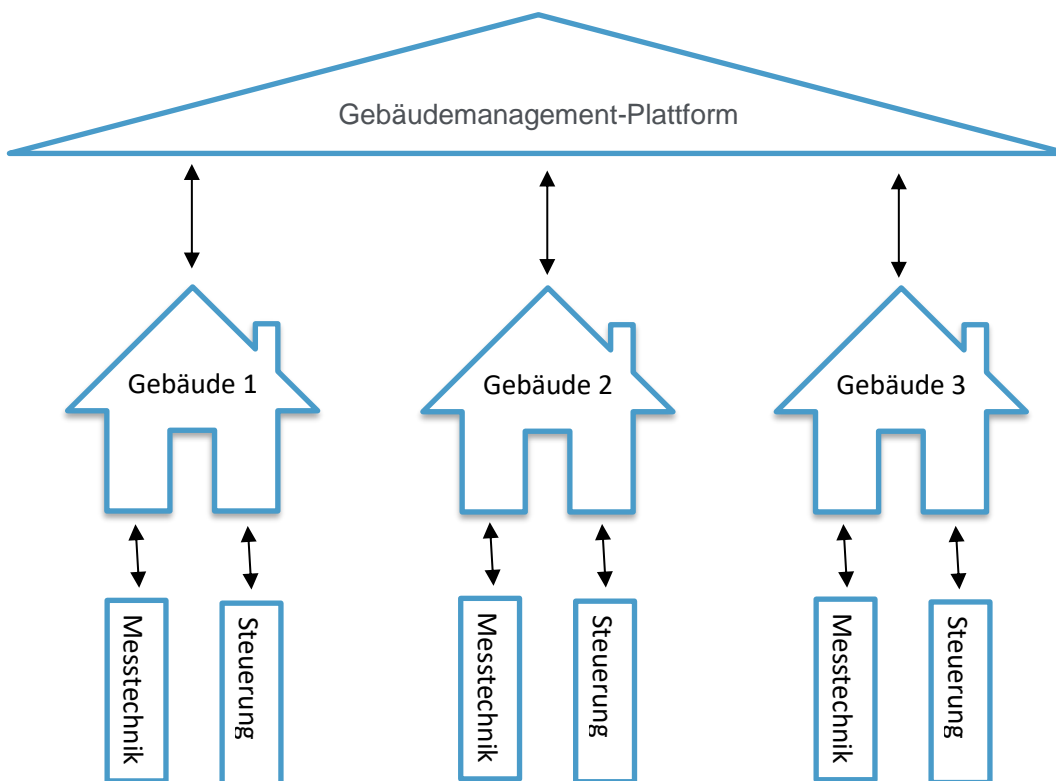 Gebäudemanagement-Plattform
Gebäude 1
Gebäude 2
Gebäude 3
Messtechnik
Steuerung
Messtechnik
Steuerung
Messtechnik
Steuerung